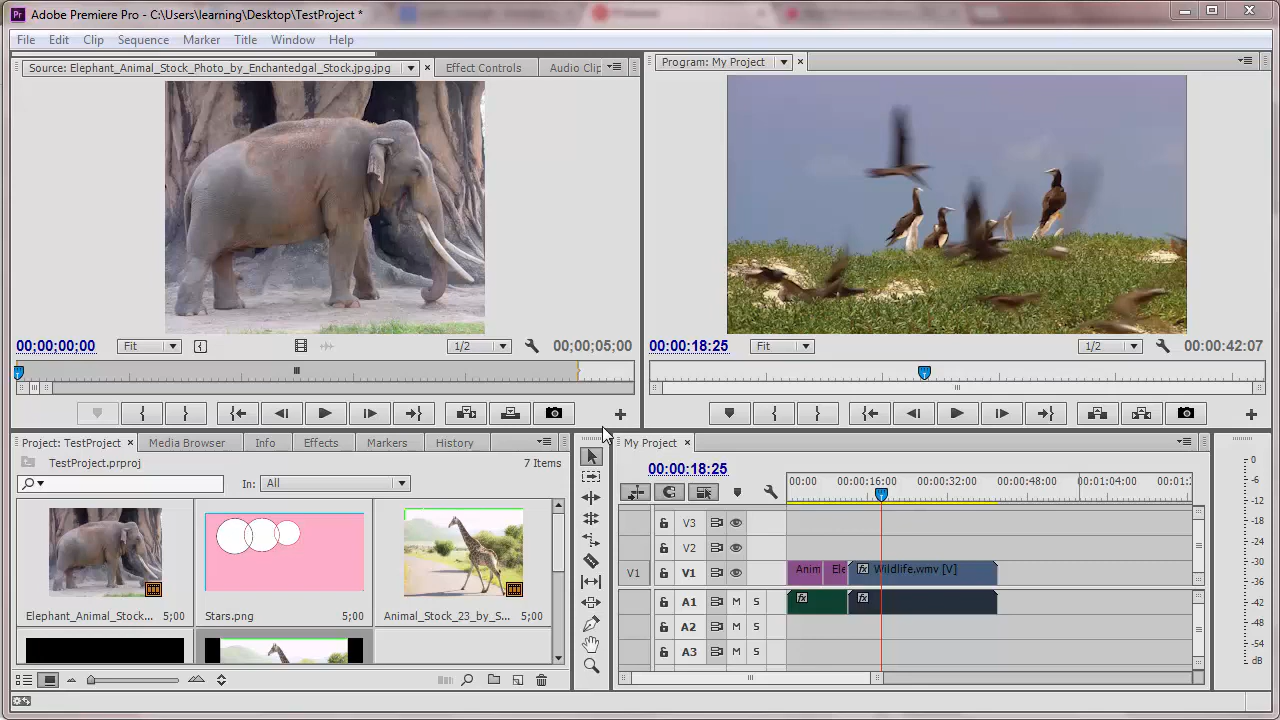 Adobe Premiere Pro - C:\Users\learning\Desktop\TestProject *
File Edit Clip Sequence Marker Title Window Help
Source: Elephant_Animal_Stock_Photo_by_Enchantedgal_Stock.jpg.jpg Effect Controls Audio Clip
Program: My Project
00;00;00;00 Fit 1/2 00;00;05;00
00:00:18:25 Fit 1/2 00:00:42:07
Project: TestProject Media Browser Info Effects Markers History
TestProject.prproj 7 Items
In: All
Elephant_Animal_Stock... 5;00
Stars.png 5;00
Animal_Stock_23_by_S... 5;00
My Project
00:00:18:25
00:00 00:00:16:00 00:00:32:00 00:00:48:00 00:01:04:00 00:01:2
V3
V2
V1 V1 Anim Ele Wildlife.wmv [V]
A1 M S
A2 M S
A3 M S
0
-6
-12
-18
-24
-30
-36
-42
-48
-54
dB